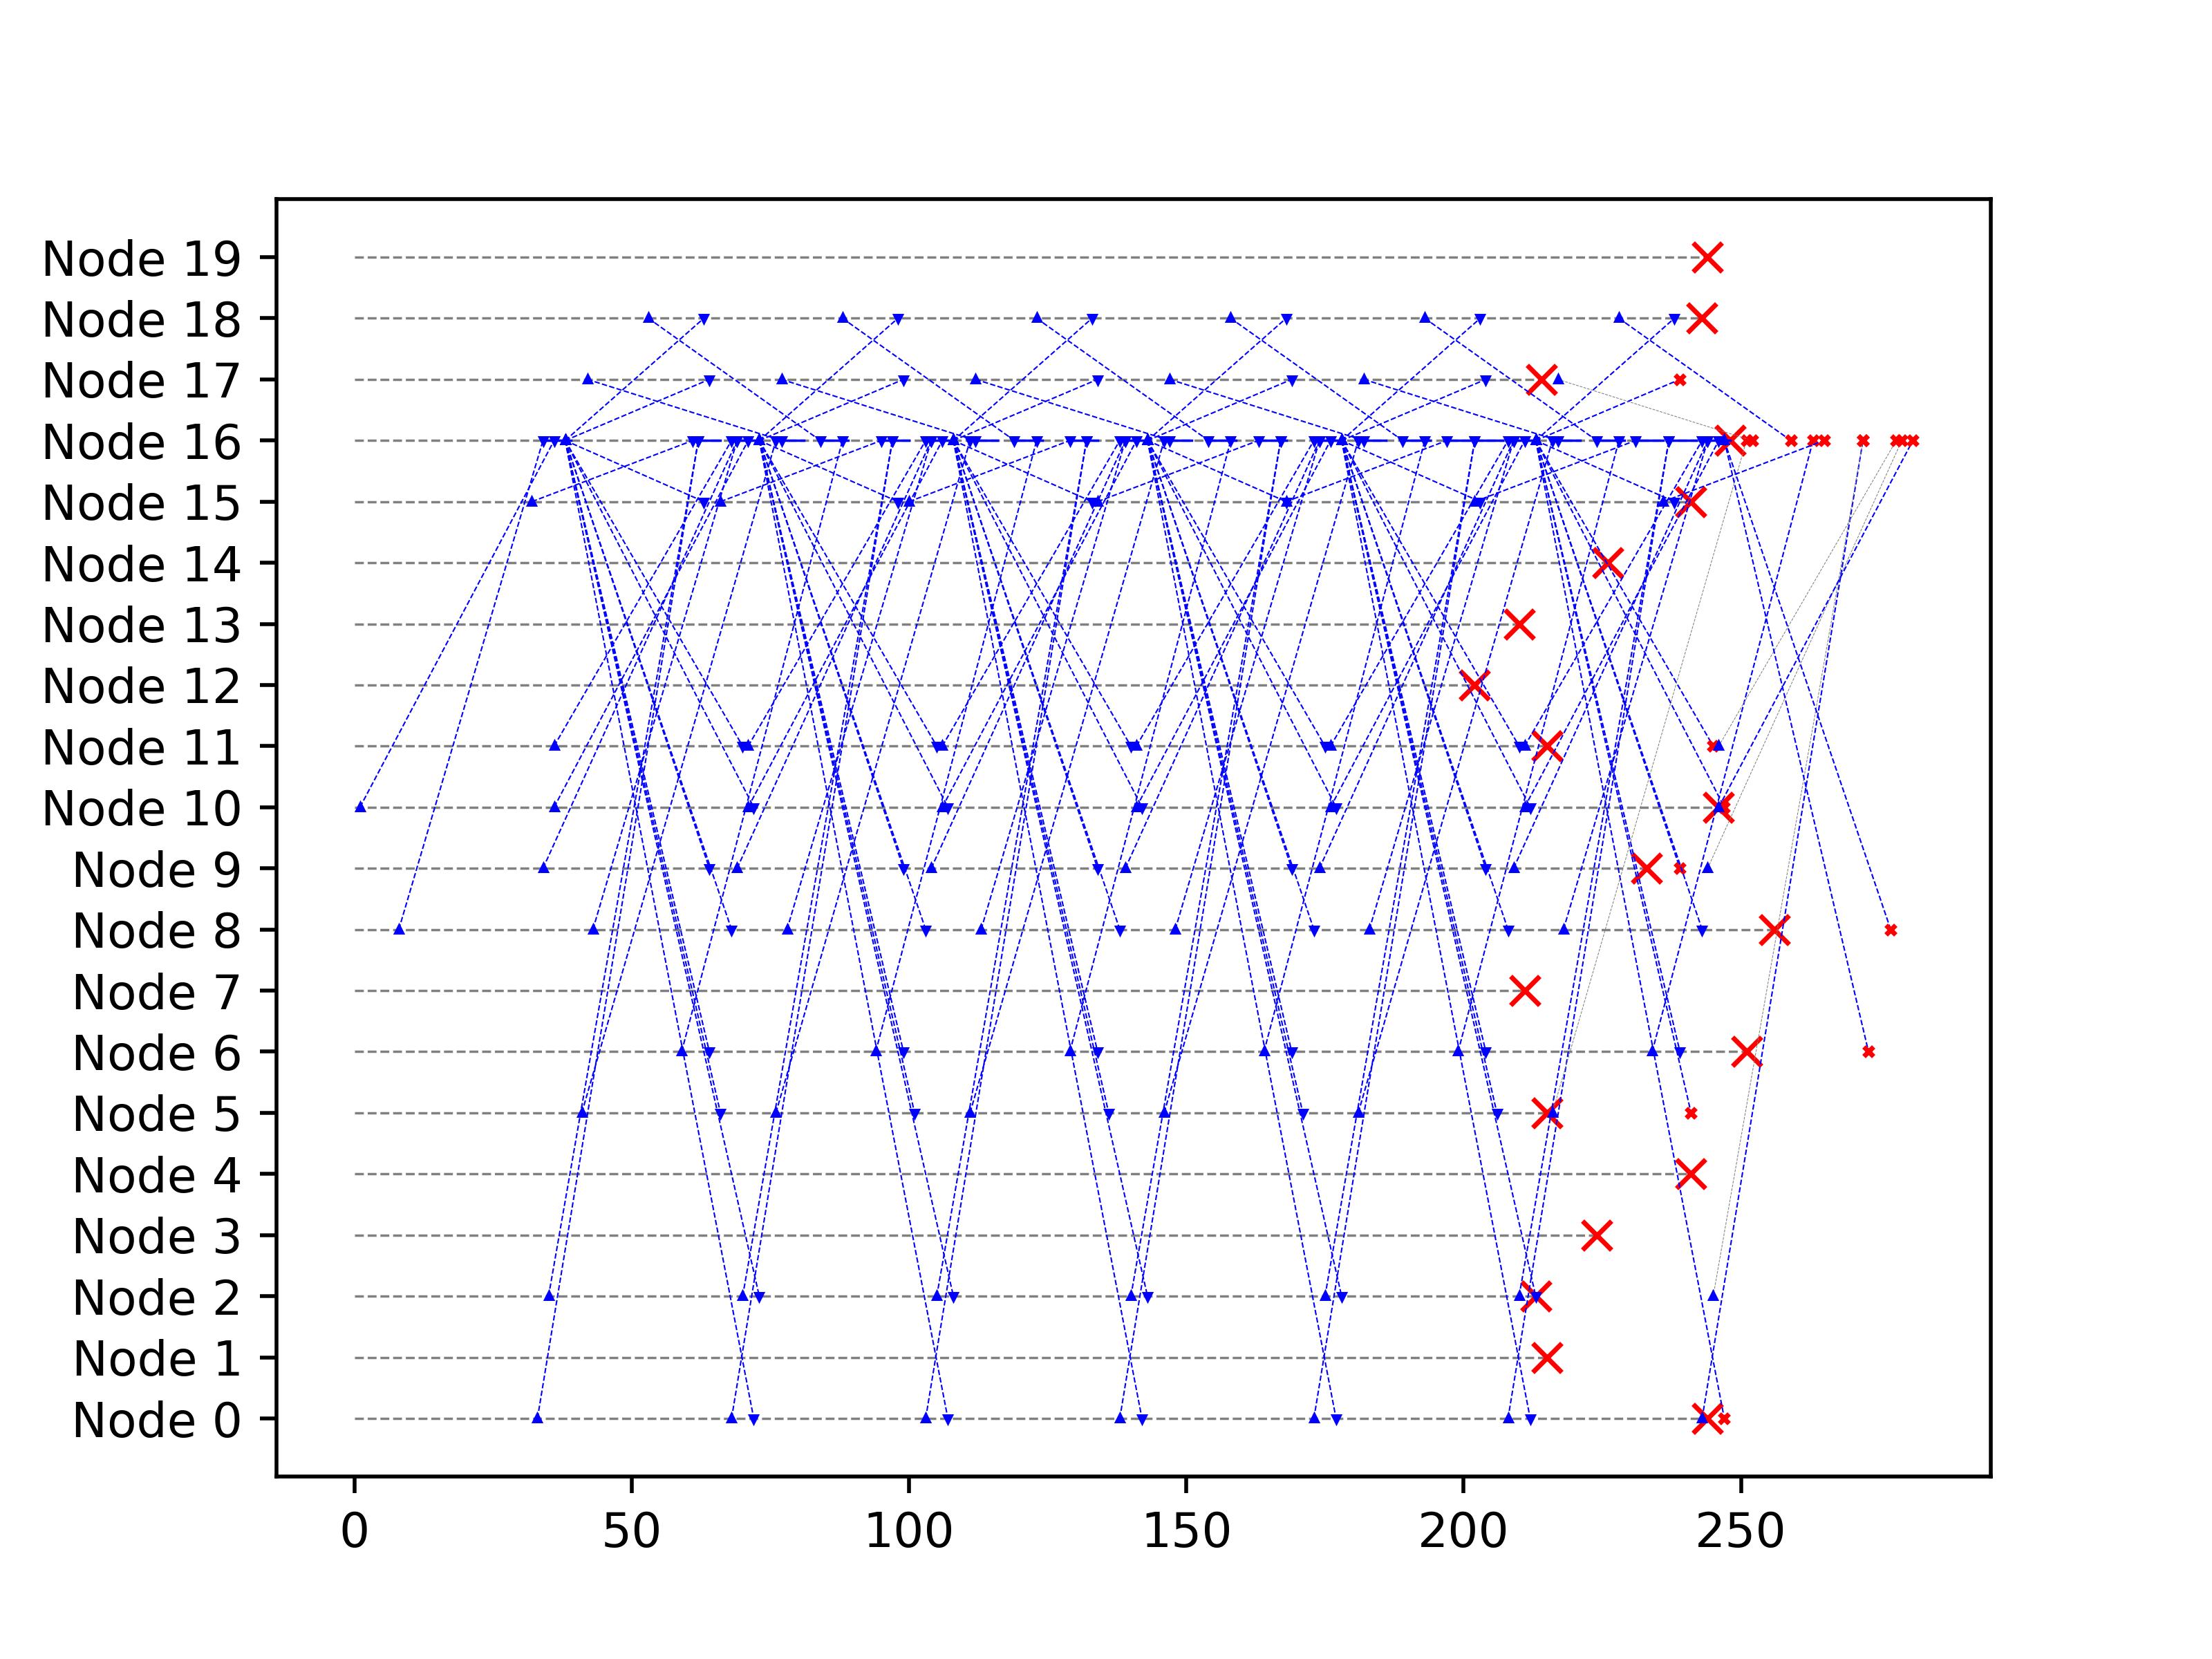 Node 19
Node 18
Node 17
Node 16
Node 15
Node 14
Node 13
Node 12
Node 11
Node 10
Node 9
Node 8
Node 7
Node 6
Node 5
Node 4
Node 3
Node 2
Node 1
Node 0
0 50 100 150 200 250